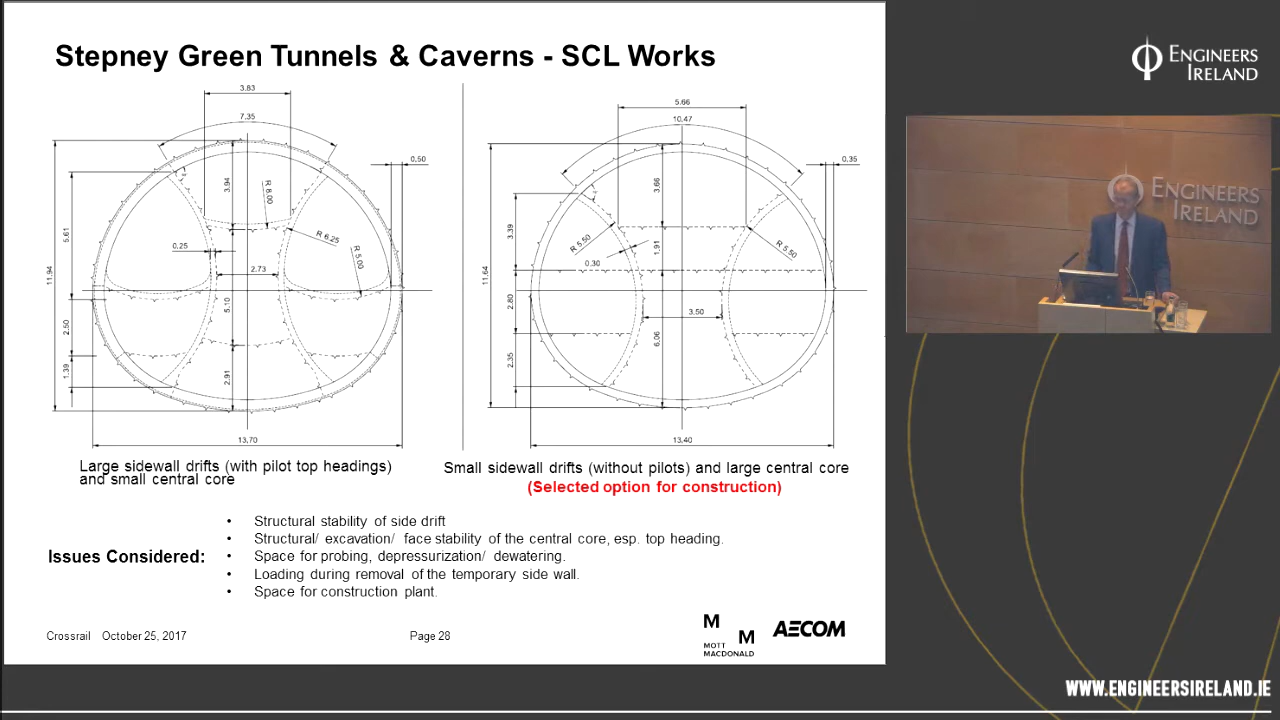 Stepney Green Tunnels & Caverns - SCL Works
3.83
7.35
0,50
3.94
R 8.00
5.61
11.94
0,25
R 6.25
R 5.00
2.73
5.10
2.50
1.39
2.91
13,70
5.66
10.47
0,35
3.66
3.39
R 5.50
1.91
R 5.50
0.30
11.64
2.80
3.50
6.06
2.35
13.40
Large sidewall drifts (with pilot top headings)
and small central core
Small sidewall drifts (without pilots) and large central core
(Selected option for construction)
Issues Considered:
• Structural stability of side drift
• Structural/ excavation/ face stability of the central core, esp. top heading.
• Space for probing, depressurization/ dewatering.
• Loading during removal of the temporary side wall.
• Space for construction plant.
Crossrail October 25, 2017
Page 28
M
M
MOTT
MACDONALD
AECOM
ENGINEERS
IRELAND
ENGINEERS
IRELAND
WWW.ENGINEERSIRELAND.IE